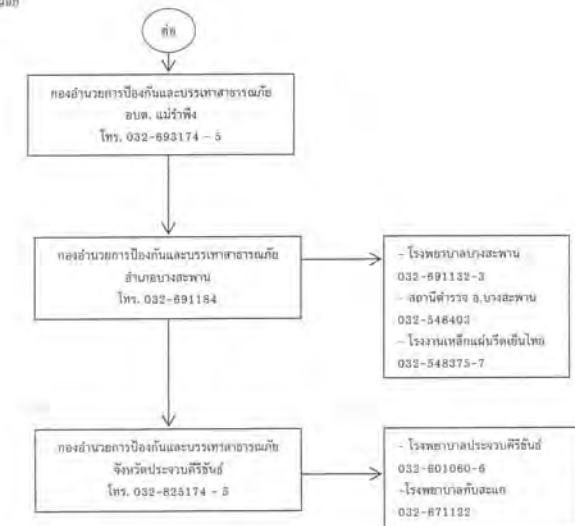 ต่อ
กองอำนวยการป้องกันและบรรเทาสาธารณภัย
อบต. แม่รำพึง
โทร. 032-693174 - 5
กองอำนวยการป้องกันและบรรเทาสาธารณภัย
อำเภอบางสะพาน
โทร. 032-691184
- โรงพยาบาลบางสะพาน
032-691132-3
- สถานีตำรวจ อ.บางสะพาน
032-548403
- โรงงานเหล็กแผ่นรีดเย็นไทย
032-548375-7
กองอำนวยการป้องกันและบรรเทาสาธารณภัย
จังหวัดประจวบคีรีขันธ์
โทร. 032-625174 - 5
- โรงพยาบาลประจวบคีรีขันธ์
032-601060-6
-โรงพยาบาลทับสะแก
032-671122